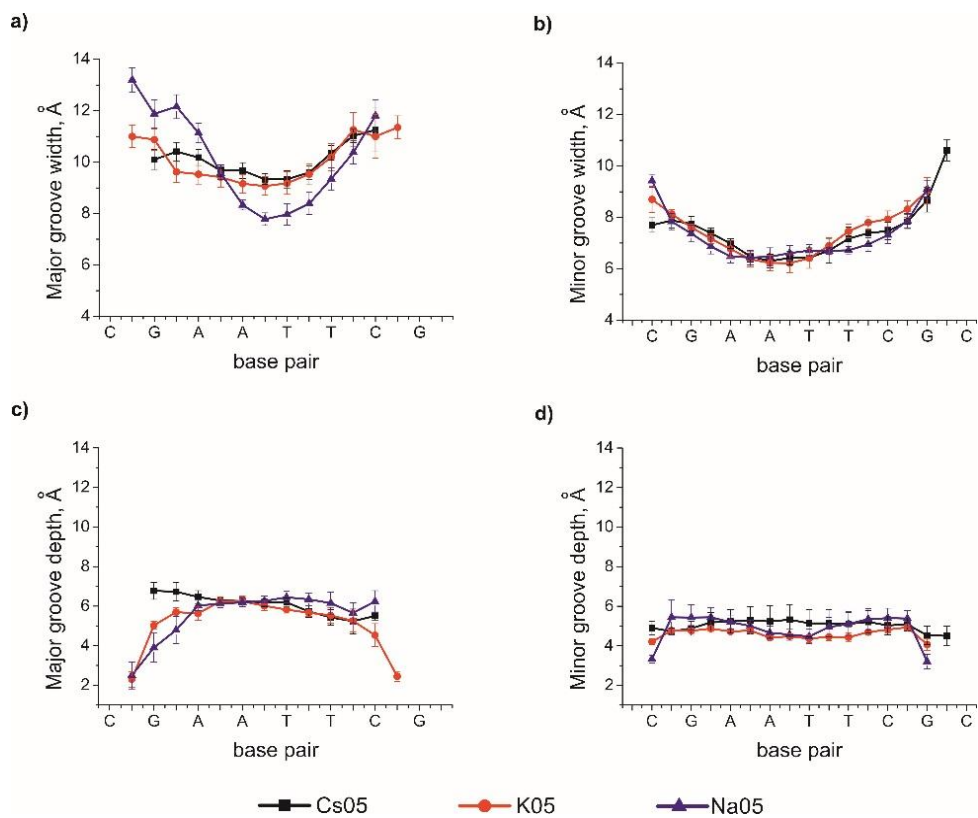 a)
14
12
10
8
6
4
Major groove width, Å
C G A A T T C G
base pair
b)
14
12
10
8
6
4
Minor groove width, Å
C G A A T T C G C
base pair
c)
14
12
10
8
6
4
2
Major groove depth, Å
C G A A T T C G
base pair
d)
14
12
10
8
6
4
2
Minor groove depth, Å
C G A A T T C G C
base pair
Cs05 K05 Na05